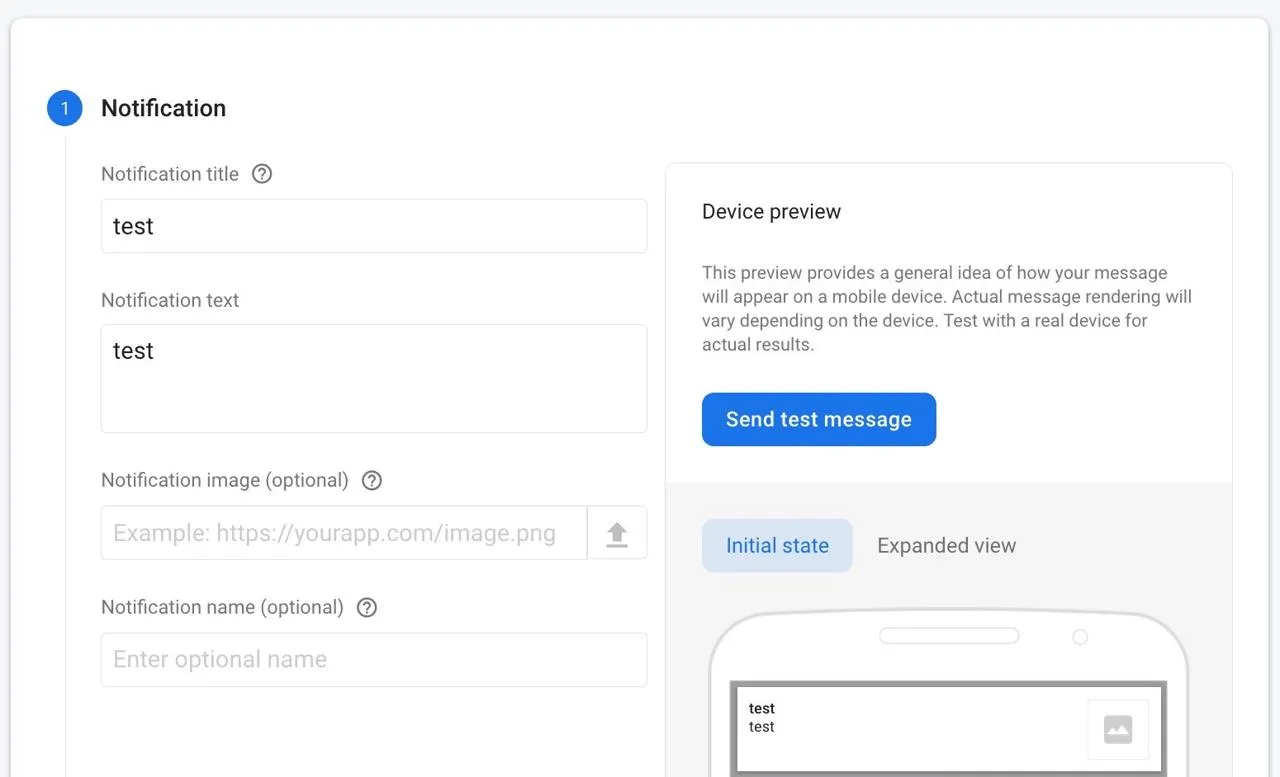 1 Notification
Notification title
test
Notification text
test
Notification image (optional)
Example: https://yourapp.com/image.png
Notification name (optional)
Enter optional name
Device preview
This preview provides a general idea of how your message
will appear on a mobile device. Actual message rendering will
vary depending on the device. Test with a real device for
actual results.
Send test message
Initial state
Expanded view
test
test